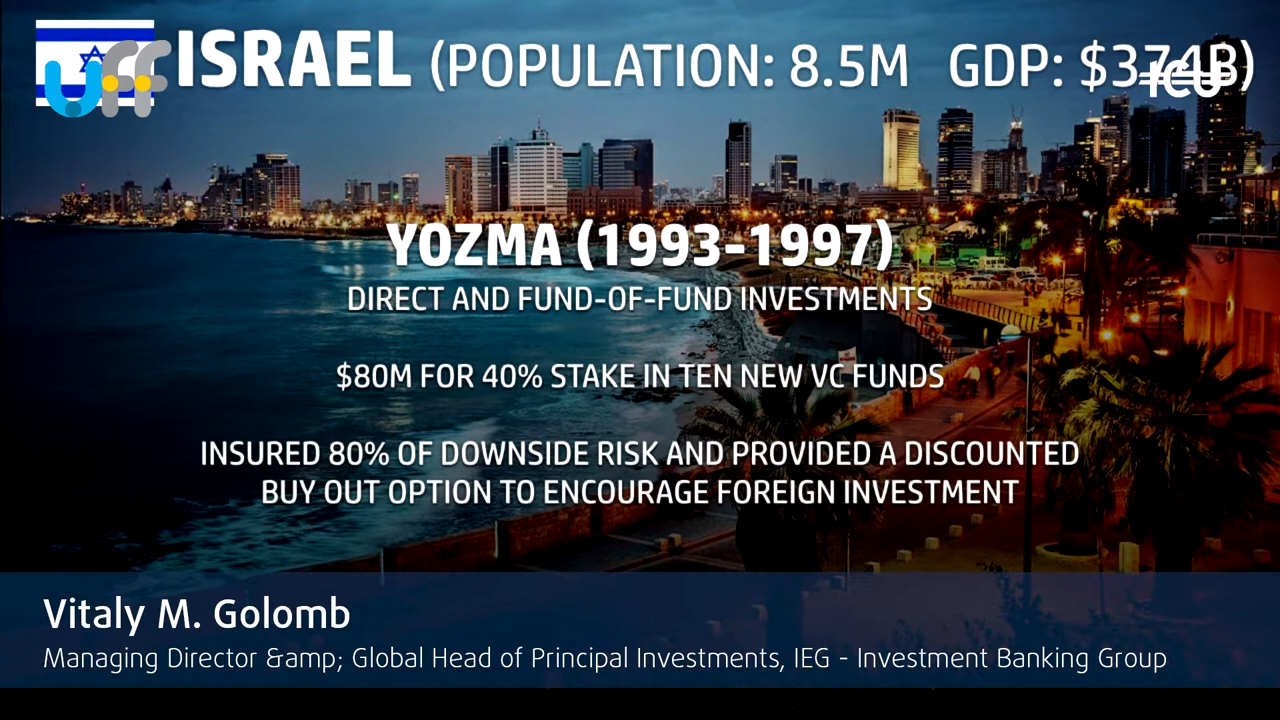 ISRAEL (POPULATION: 8.5M GDP: $374B)
Uff
YOZMA (1993-1997)
DIRECT AND FUND-OF-FUND INVESTMENTS
$80M FOR 40% STAKE IN TEN NEW VC FUNDS
INSURED 80% OF DOWNSIDE RISK AND PROVIDED A DISCOUNTED
BUY OUT OPTION TO ENCOURAGE FOREIGN INVESTMENT
Vitaly M. Golomb
Managing Director &amp; Global Head of Principal Investments, IEG - Investment Banking Group